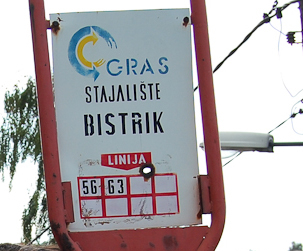 GRAS
STAJALIŠTE
BISTRIK
LINIJA
56-63